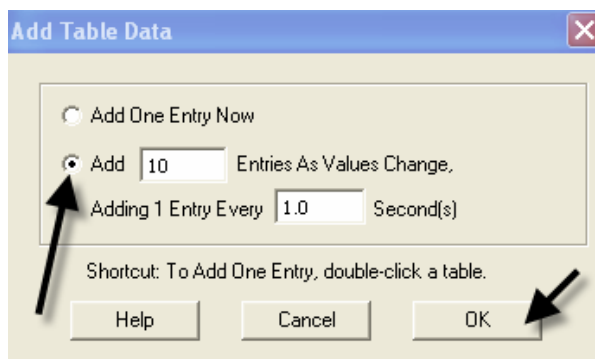 Add Table Data
Add One Entry Now
Add 10 Entries As Values Change,
Adding 1 Entry Every 1.0 Second(s)
Shortcut: To Add One Entry, double-click a table.
Help Cancel OK